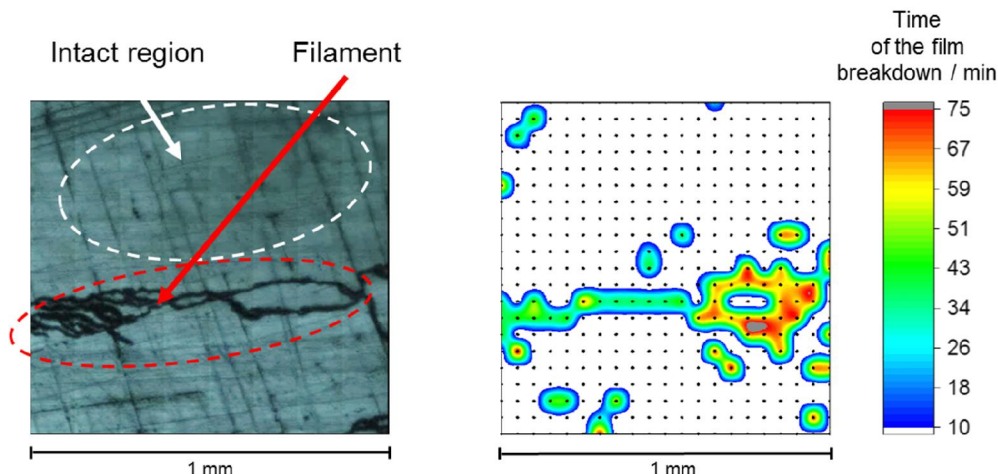 Intact region
Filament
1 mm
1 mm
Time
of the film
breakdown / min
75
67
59
51
43
34
26
18
10